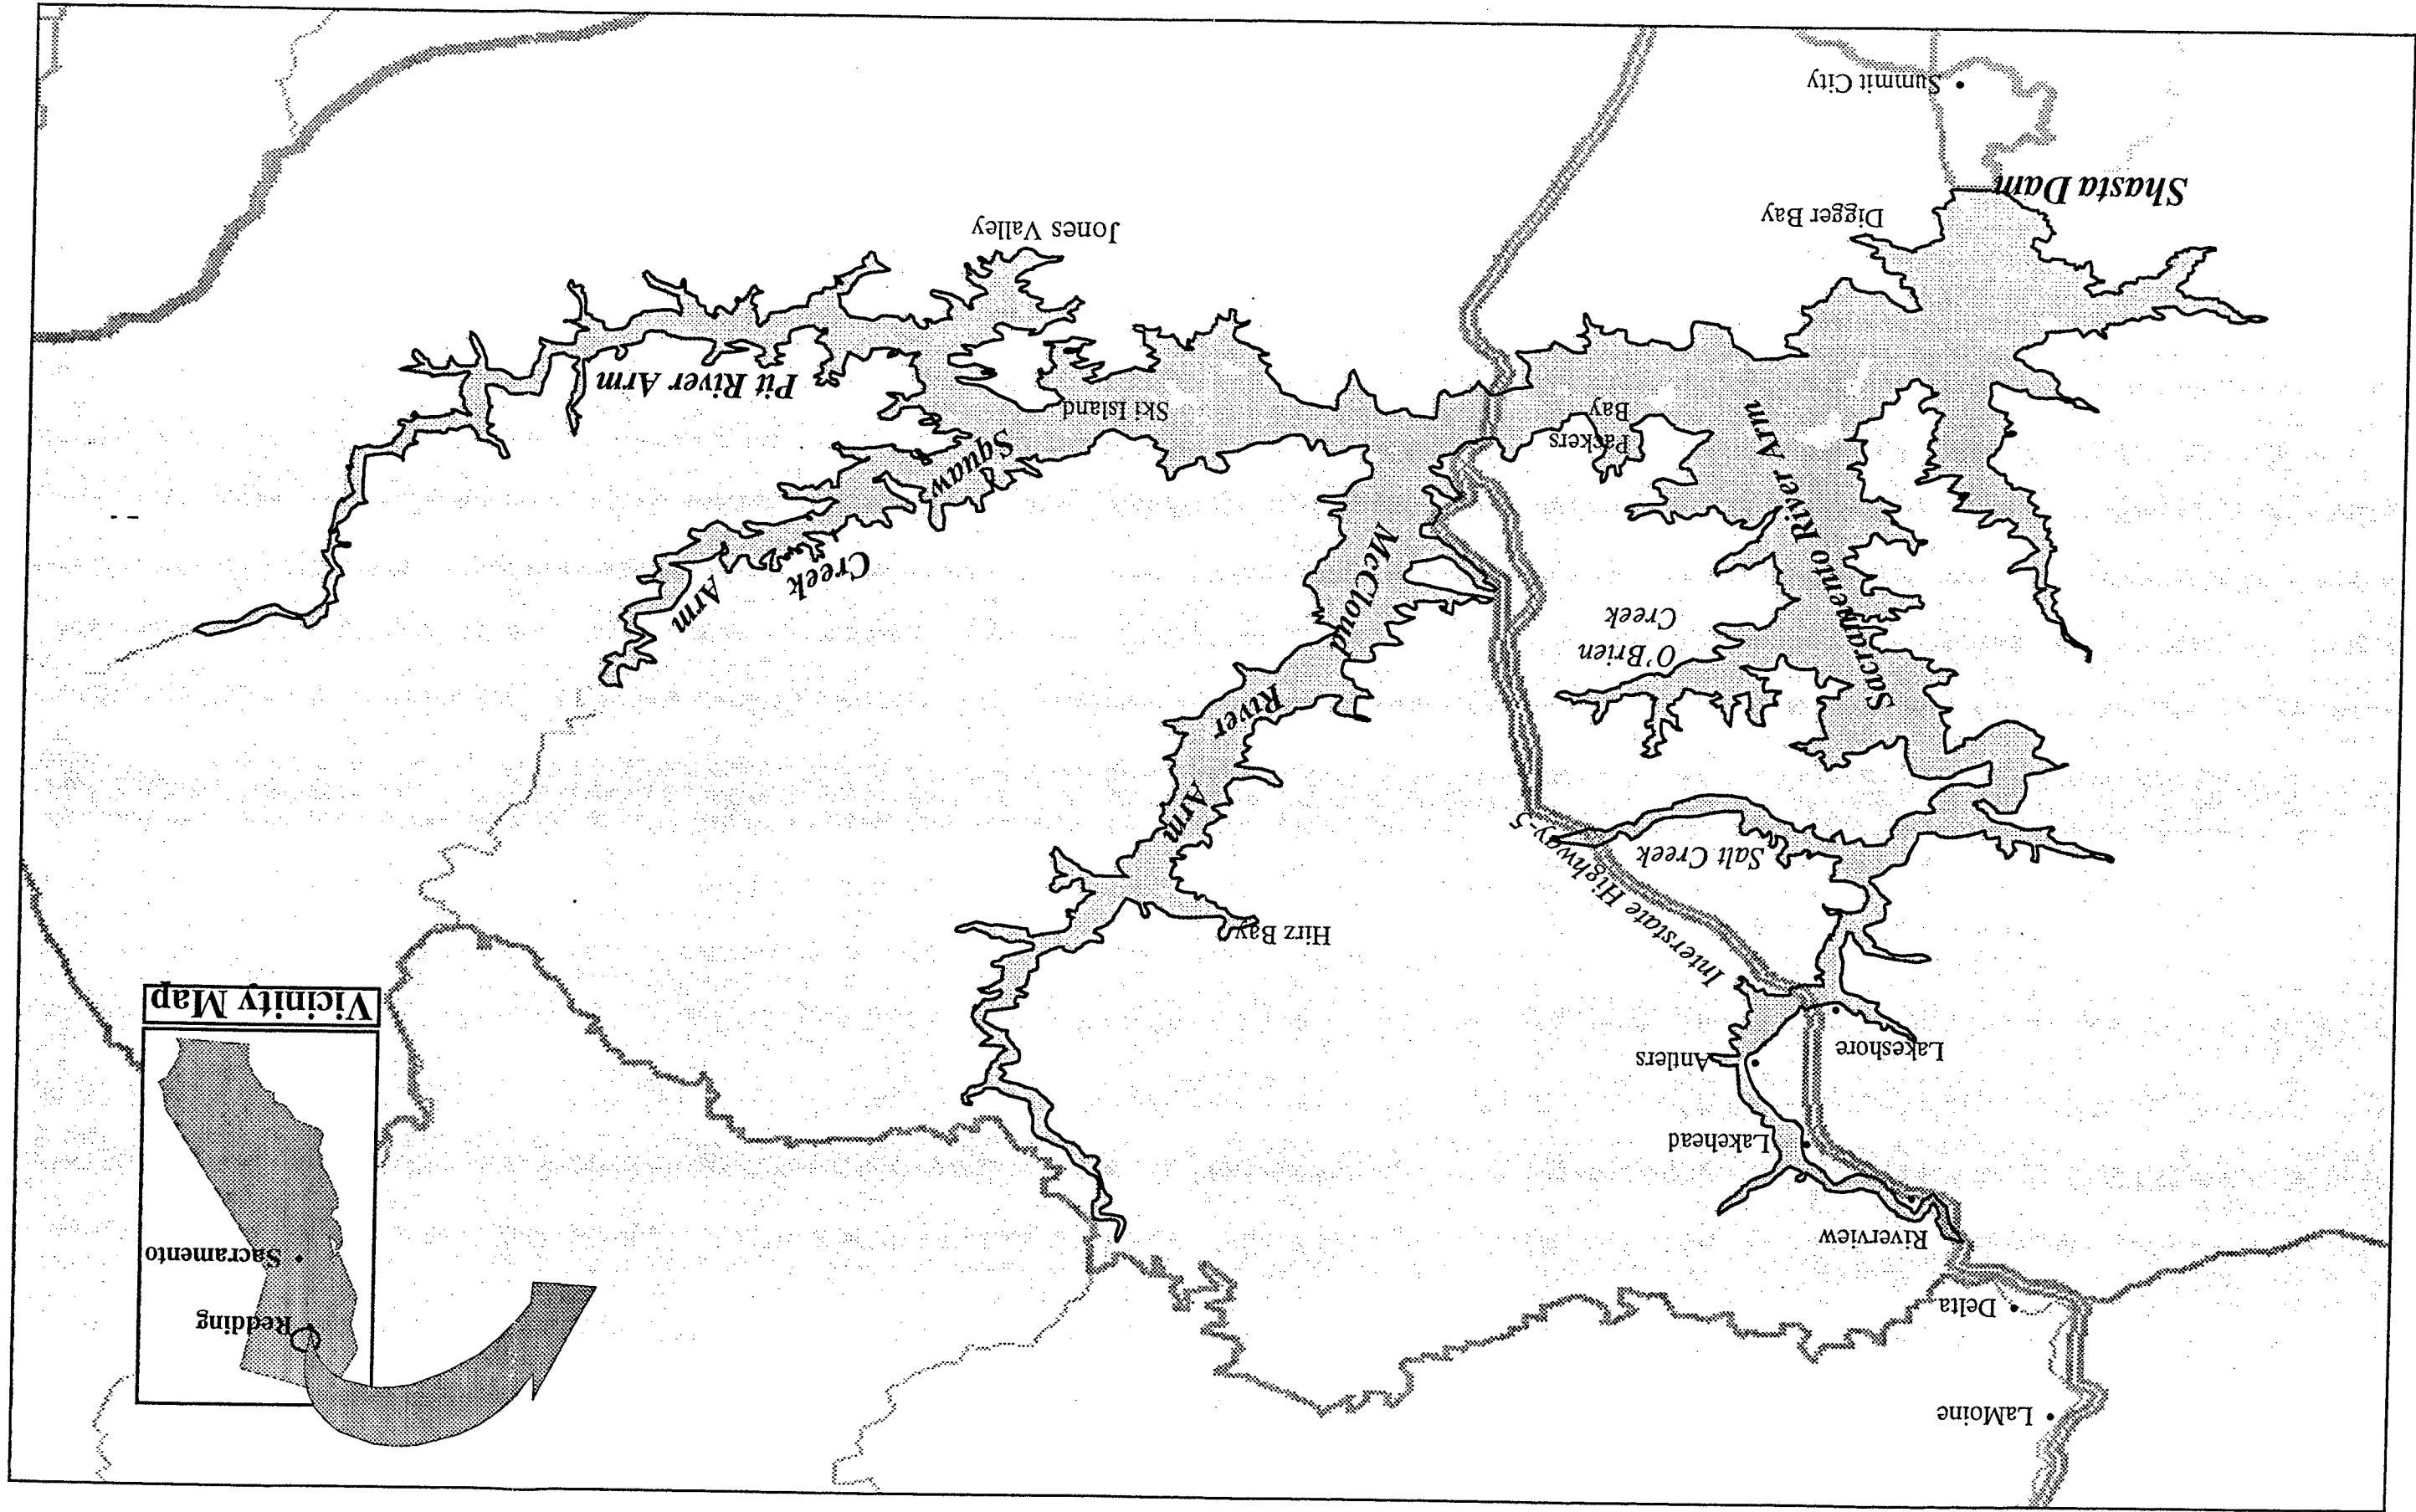 LaMoine
Delta
Riverview
Lakehead
Antlers
Lakeshore
Interstate Highway-5
Salt Creek
Hirz Bay
O'Brien
Creek
Sacramento River Arm
McCloud
River
Arm
Squaw
Creek
Arm
Packers
Bay
Ski Island
Pit River Arm
Jones Valley
Digger Bay
Shasta Dam
Summit City
Redding
Sacramento
Vicinity Map